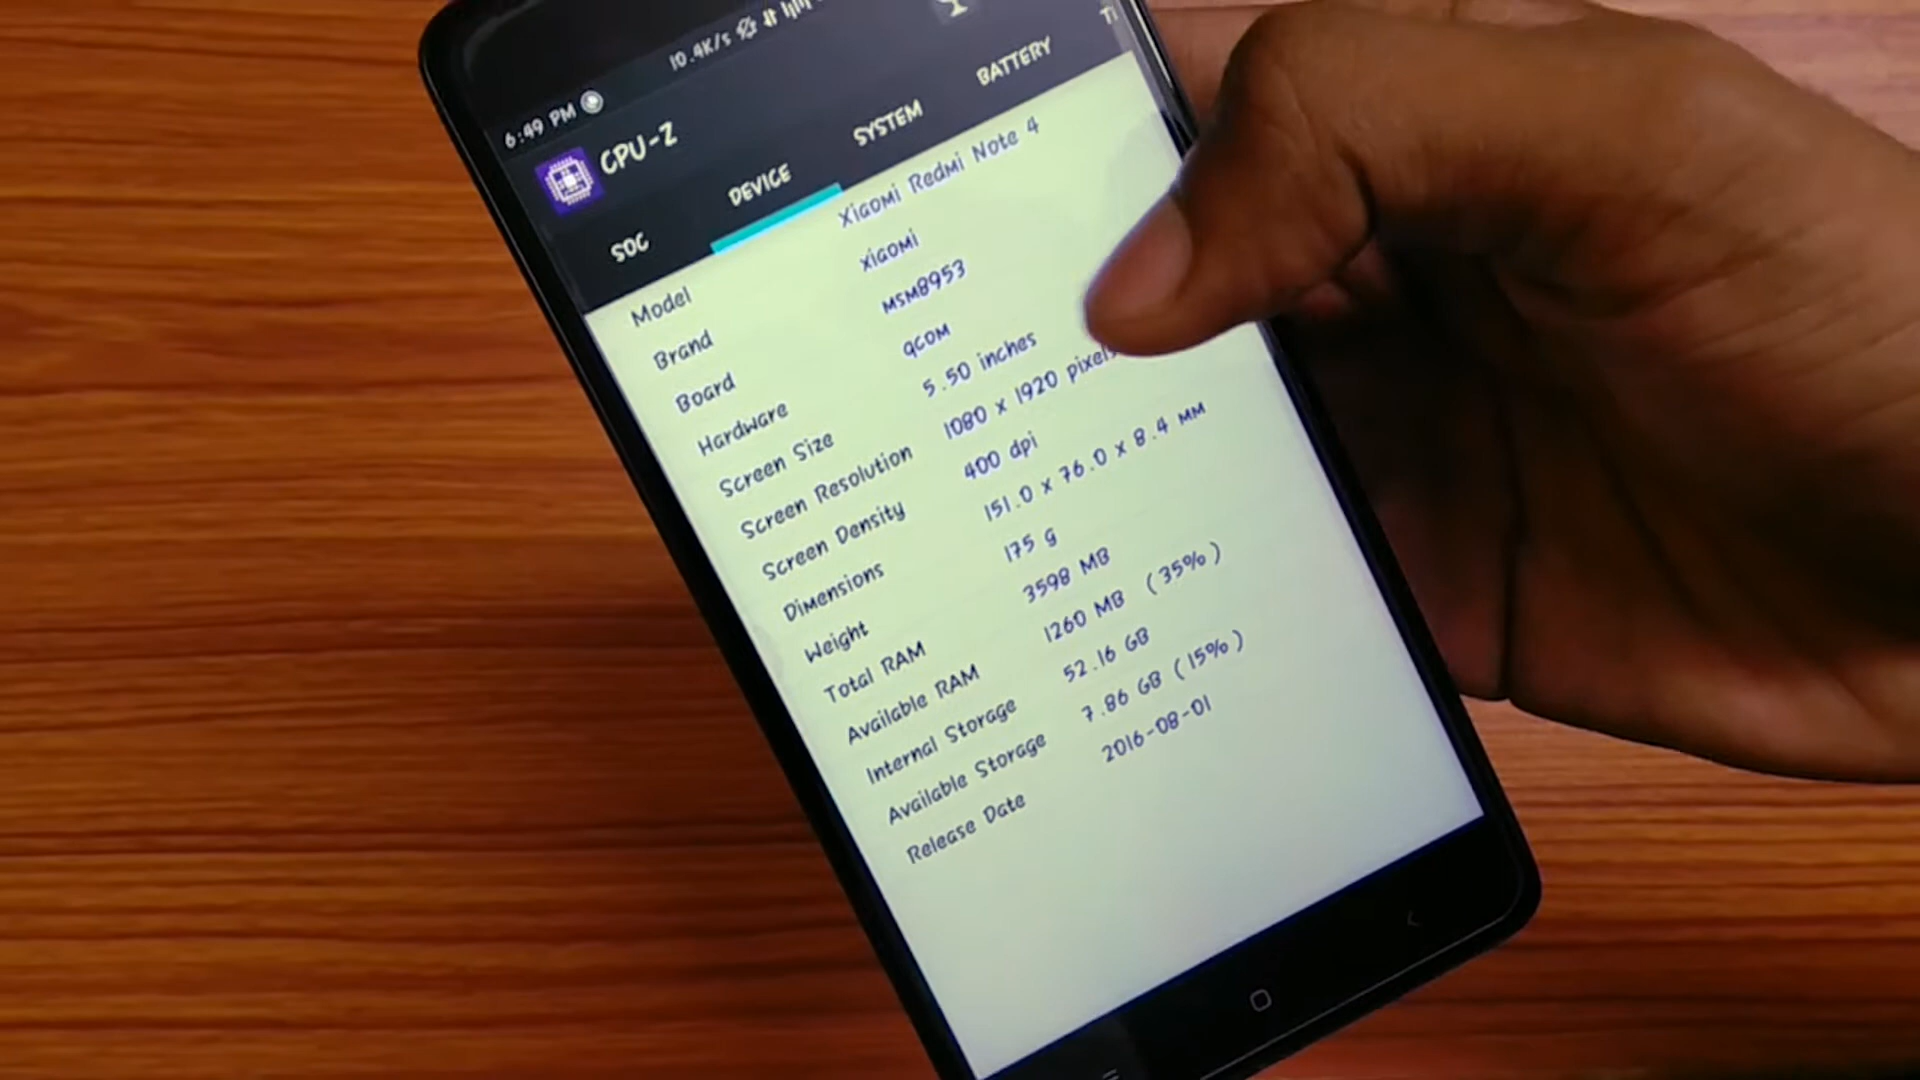 6:49 PM 10.4K/s
CPU-Z
SOC DEVICE SYSTEM BATTERY
Model Xiaomi Redmi Note 4
Brand xiaomi
Board MSM8953
Hardware qcom
Screen Size 5.50 inches
Screen Resolution 1080 x 1920 pixels
Screen Density 400 dpi
Dimensions 151.0 x 76.0 x 8.4 mm
Weight 175 g
Total RAM 3598 MB
Available RAM 1260 MB (35%)
Internal Storage 52.16 GB
Available Storage 7.86 GB (15%)
Release Date 2016-08-01